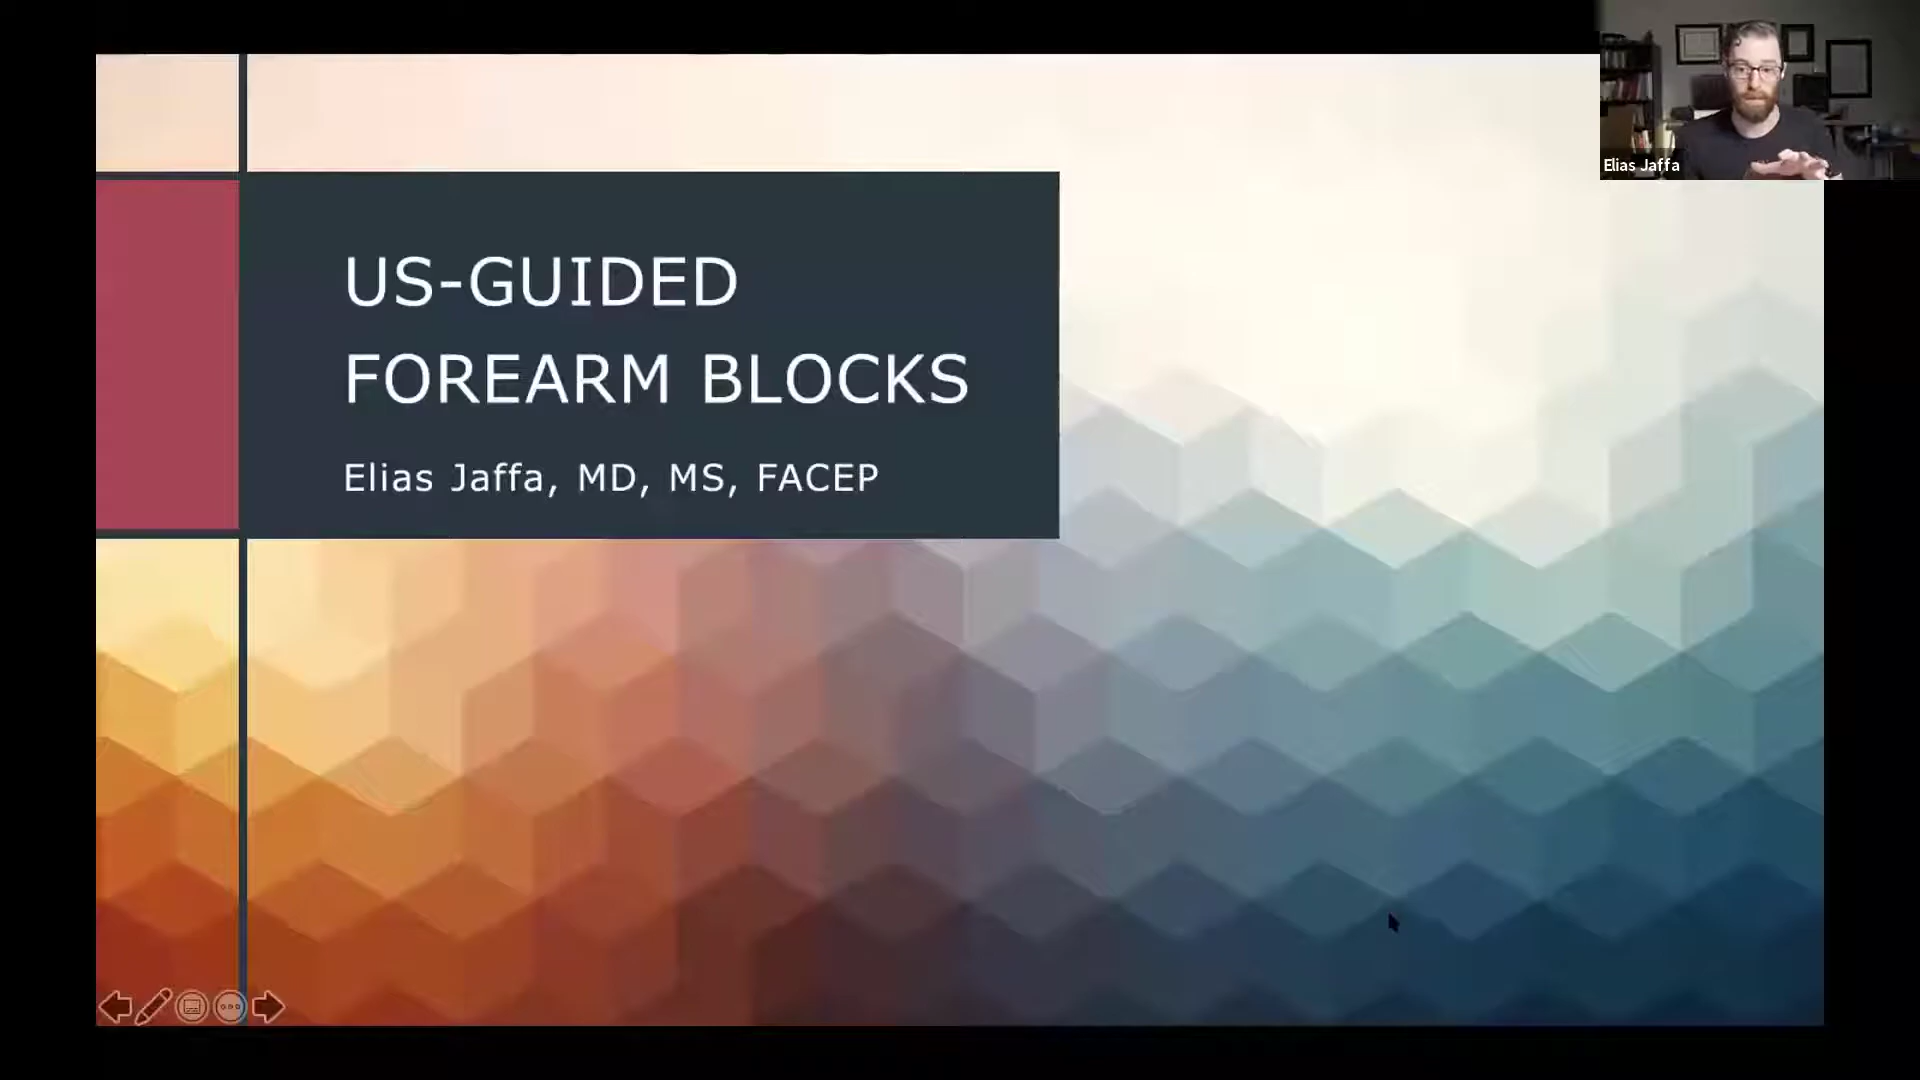 US-GUIDED
FOREARM BLOCKS
Elias Jaffa, MD, MS, FACEP
Elias Jaffa